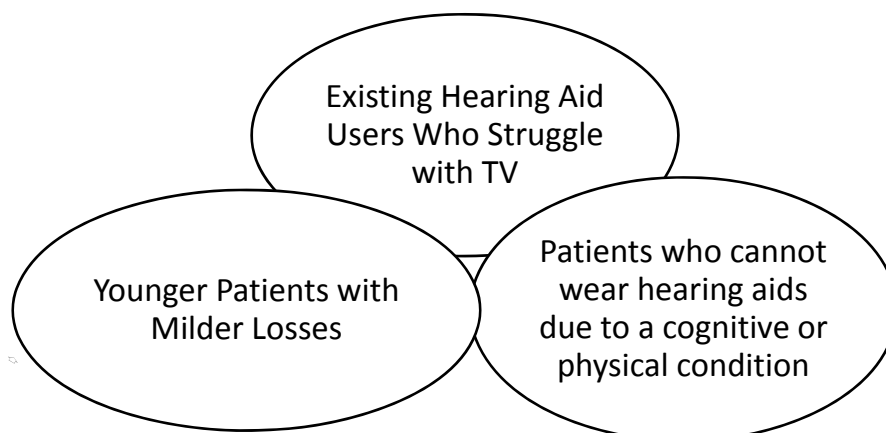 Existing Hearing Aid
Users Who Struggle
with TV
Younger Patients with
Milder Losses
Patients who cannot
wear hearing aids
due to a cognitive or
physical condition